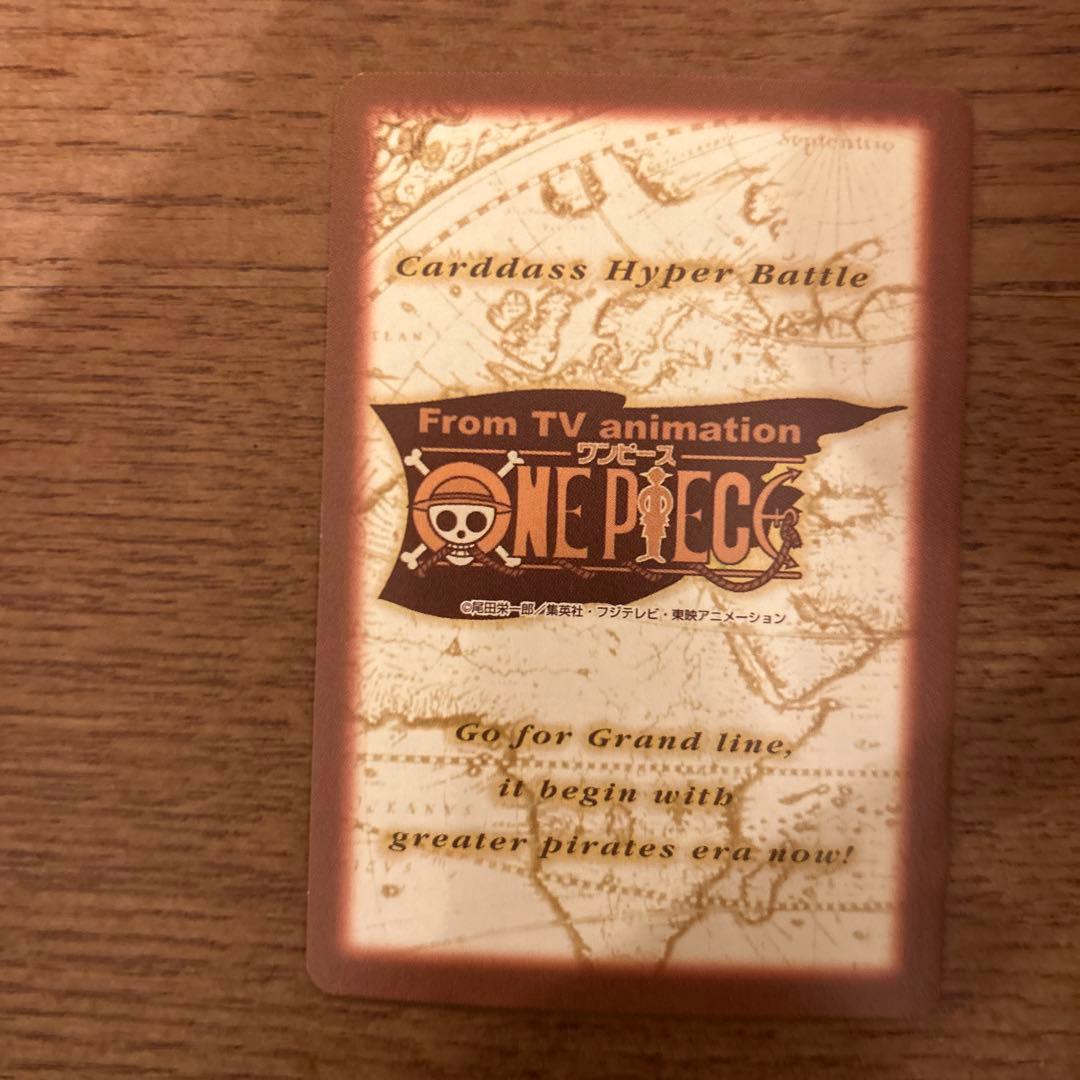 Septentrio
Carddass Hyper Battle
From TV animation
ワンピース
ONE PIECE
©尾田栄一郎／集英社・フジテレビ・東映アニメーション
Go for Grand line,
it begin with
greater pirates era now!